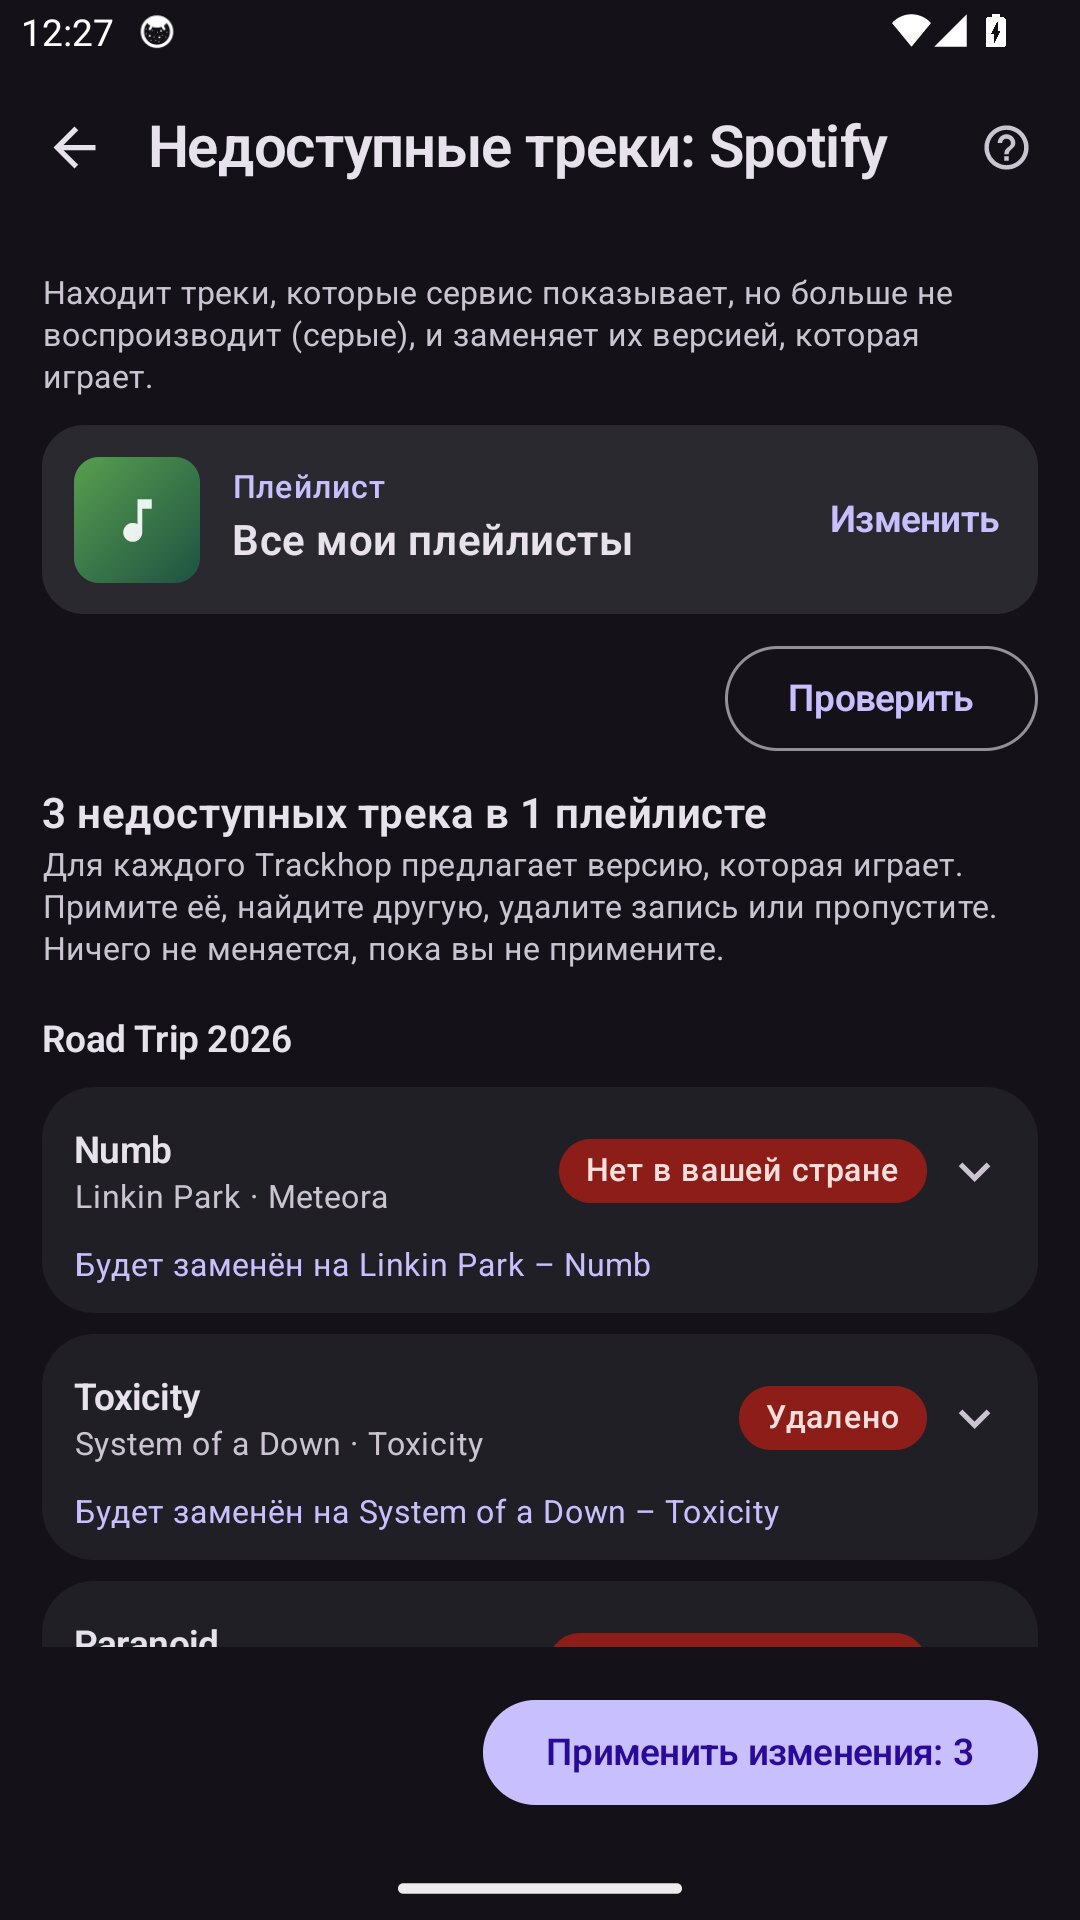 12:27
Недоступные треки: Spotify
Находит треки, которые сервис показывает, но больше не
воспроизводит (серые), и заменяет их версией, которая
играет.
Плейлист
Все мои плейлисты
Изменить
Проверить
3 недоступных трека в 1 плейлисте
Для каждого Trackhop предлагает версию, которая играет.
Примите её, найдите другую, удалите запись или пропустите.
Ничего не меняется, пока вы не примените.
Road Trip 2026
Numb
Нет в вашей стране
Linkin Park · Meteora
Будет заменён на Linkin Park – Numb
Toxicity
Удалено
System of a Down · Toxicity
Будет заменён на System of a Down – Toxicity
Paranoid
Применить изменения: 3